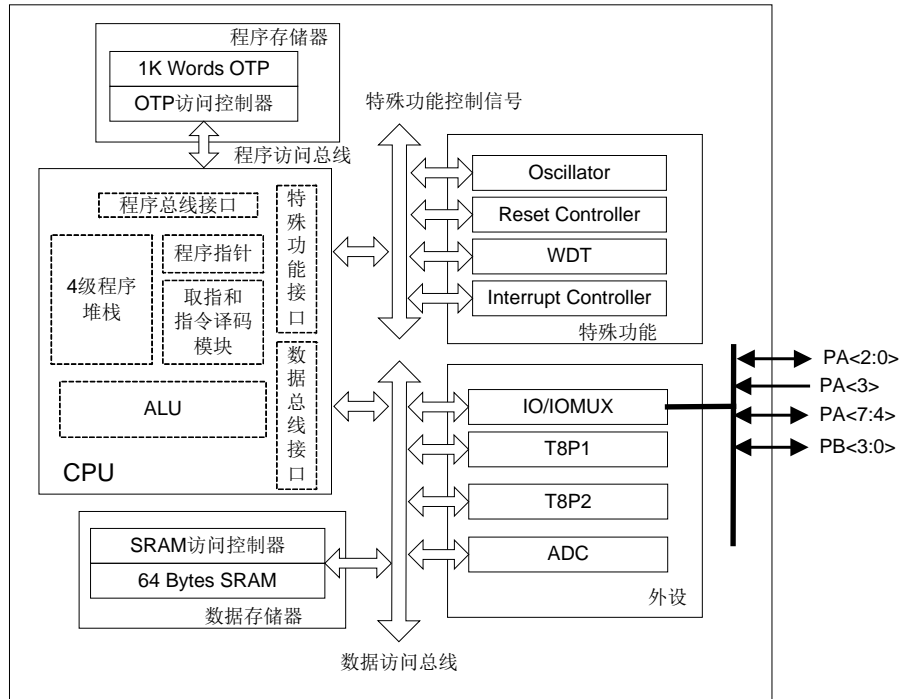 程序存储器
1K Words OTP
OTP访问控制器
程序访问总线
程序总线接口
特
殊
功
能
接
口
4级程序
堆栈
程序指针
取指和
指令译码
模块
ALU
数
据
总
线
接
口
CPU
SRAM访问控制器
64 Bytes SRAM
数据存储器
特殊功能控制信号
Oscillator
Reset Controller
WDT
Interrupt Controller
特殊功能
IO/IOMUX
T8P1
T8P2
ADC
外设
数据访问总线
PA<2:0>
PA<3>
PA<7:4>
PB<3:0>